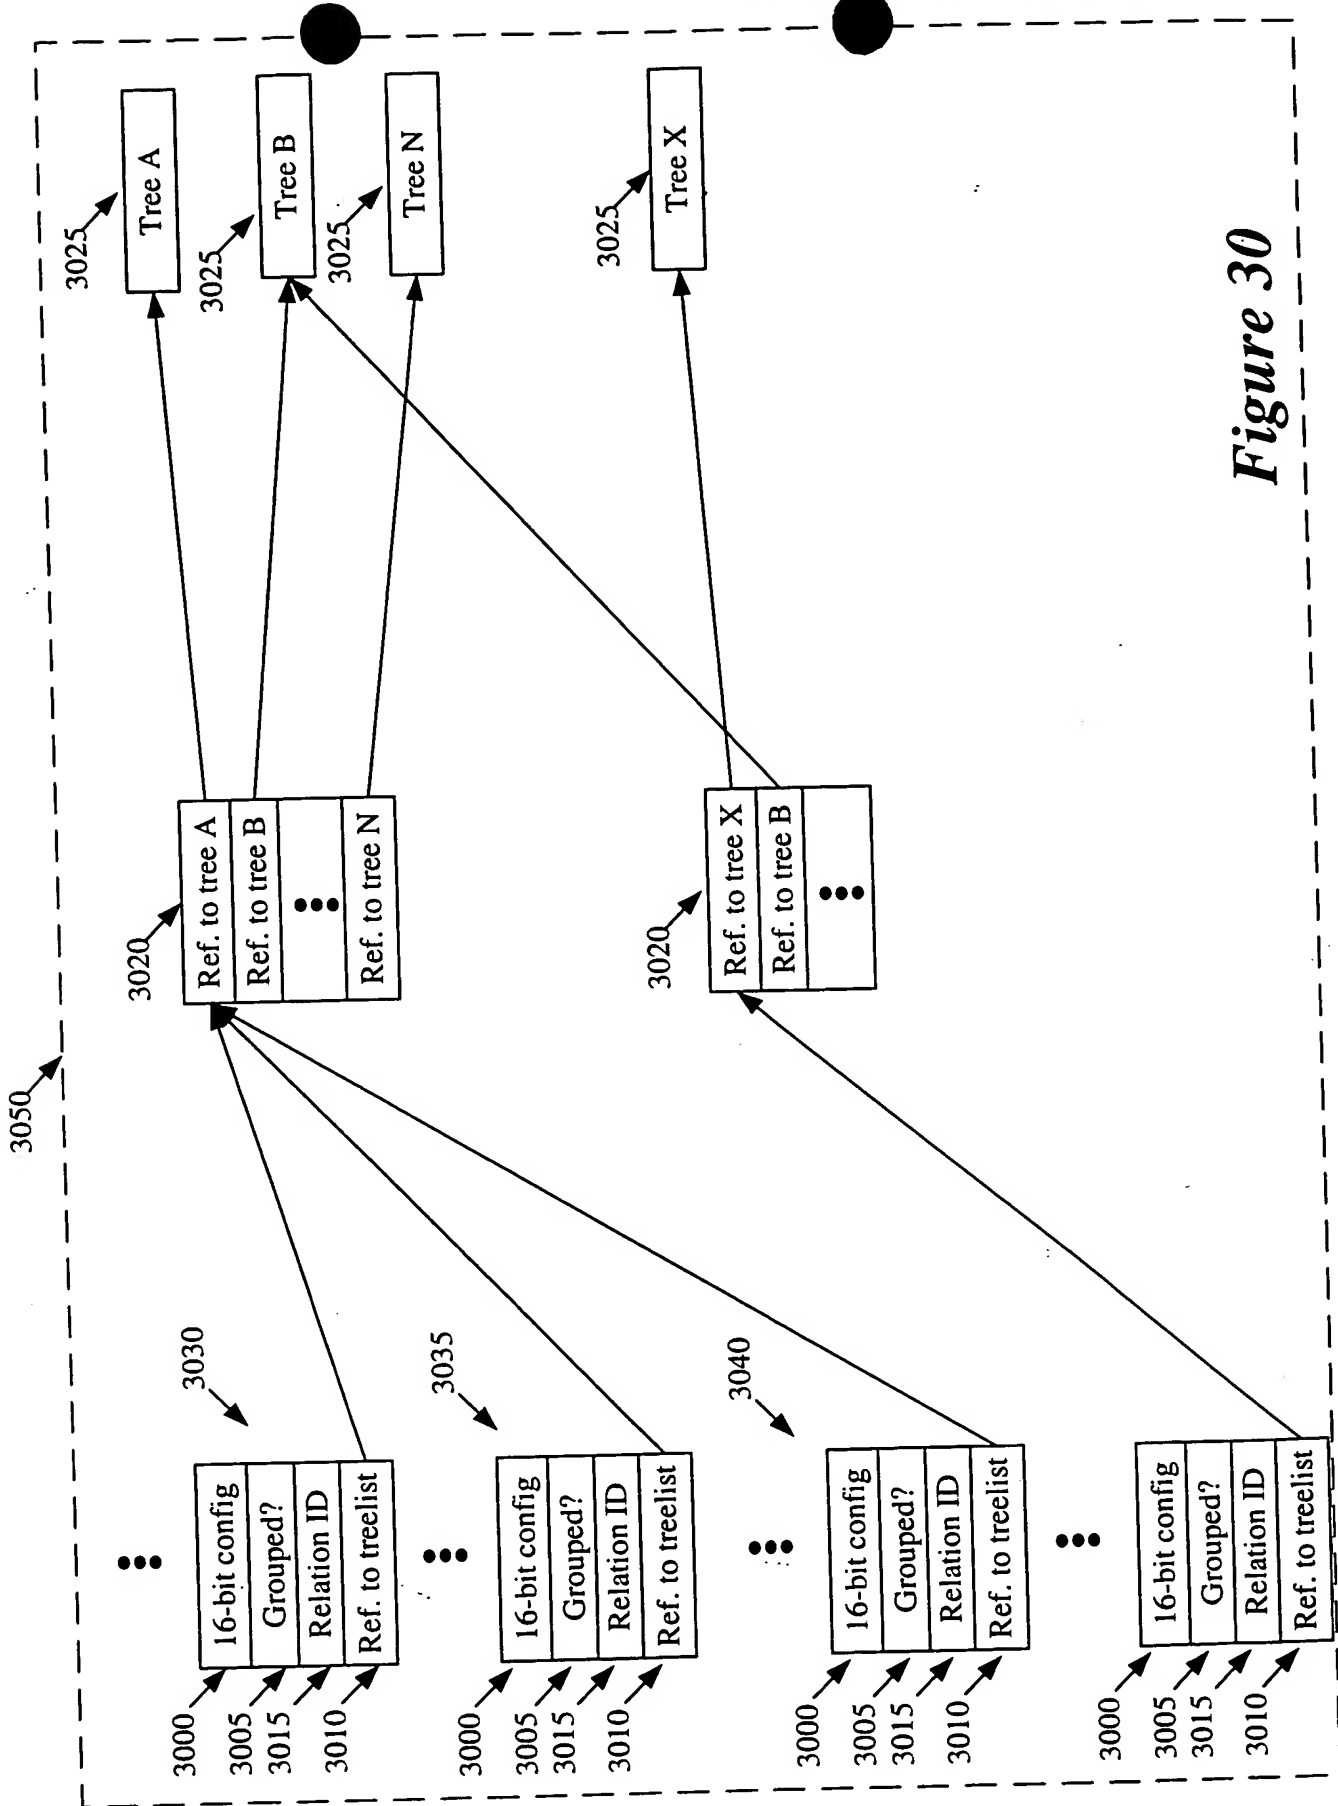 3050
3000
3005
3015
3010
16-bit config
Grouped?
Relation ID
Ref. to treelist
3030
3020
Ref. to tree A
Ref. to tree B
Ref. to tree N
3025
Tree A
3025
Tree B
3025
Tree N
3000
3005
3015
3010
16-bit config
Grouped?
Relation ID
Ref. to treelist
3035
3020
Ref. to tree X
Ref. to tree B
3025
Tree X
3000
3005
3015
3010
16-bit config
Grouped?
Relation ID
Ref. to treelist
3040
3000
3005
3015
3010
16-bit config
Grouped?
Relation ID
Ref. to treelist
Figure 30